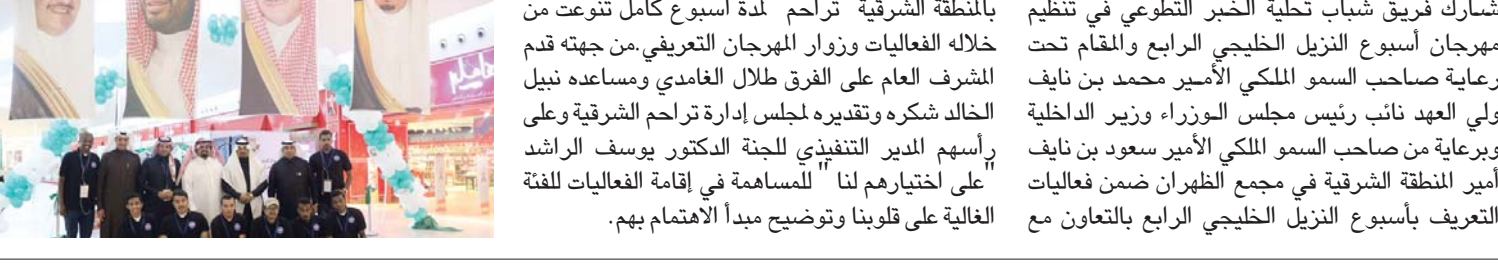 شارك فريق شباب تحلية الخبر التطوعي في تنظيم
مهرجان أسبوع النزيل الخليجي الرابع والمقام تحت
رعاية صاحب السمو الملكي الأمير محمد بن نايف
ولي العهد نائب رئيس مجلس الوزراء وزير الداخلية
وبرعاية من صاحب السمو الملكي الأمير سعود بن نايف
أمير المنطقة الشرقية في مجمع الظهران ضمن فعاليات
التعريف بأسبوع النزيل الخليجي الرابع بالتعاون مع
بالمنطقة الشرقية "تراحم" لمدة أسبوع كامل تنوعت من
خلاله الفعاليات وزوار المهرجان التعريفي.من جهته قدم
المشرف العام على الفرق طلال الغامدي ومساعده نبيل
الخالد شكره وتقديره لمجلس إدارة تراحم الشرقية وعلى
رأسهم المدير التنفيذي للجنة الدكتور يوسف الراشد
"على اختيارهم لنا " للمساهمة في إقامة الفعاليات للفئة
الغالية على قلوبنا وتوضيح مبدأ الاهتمام بهم.